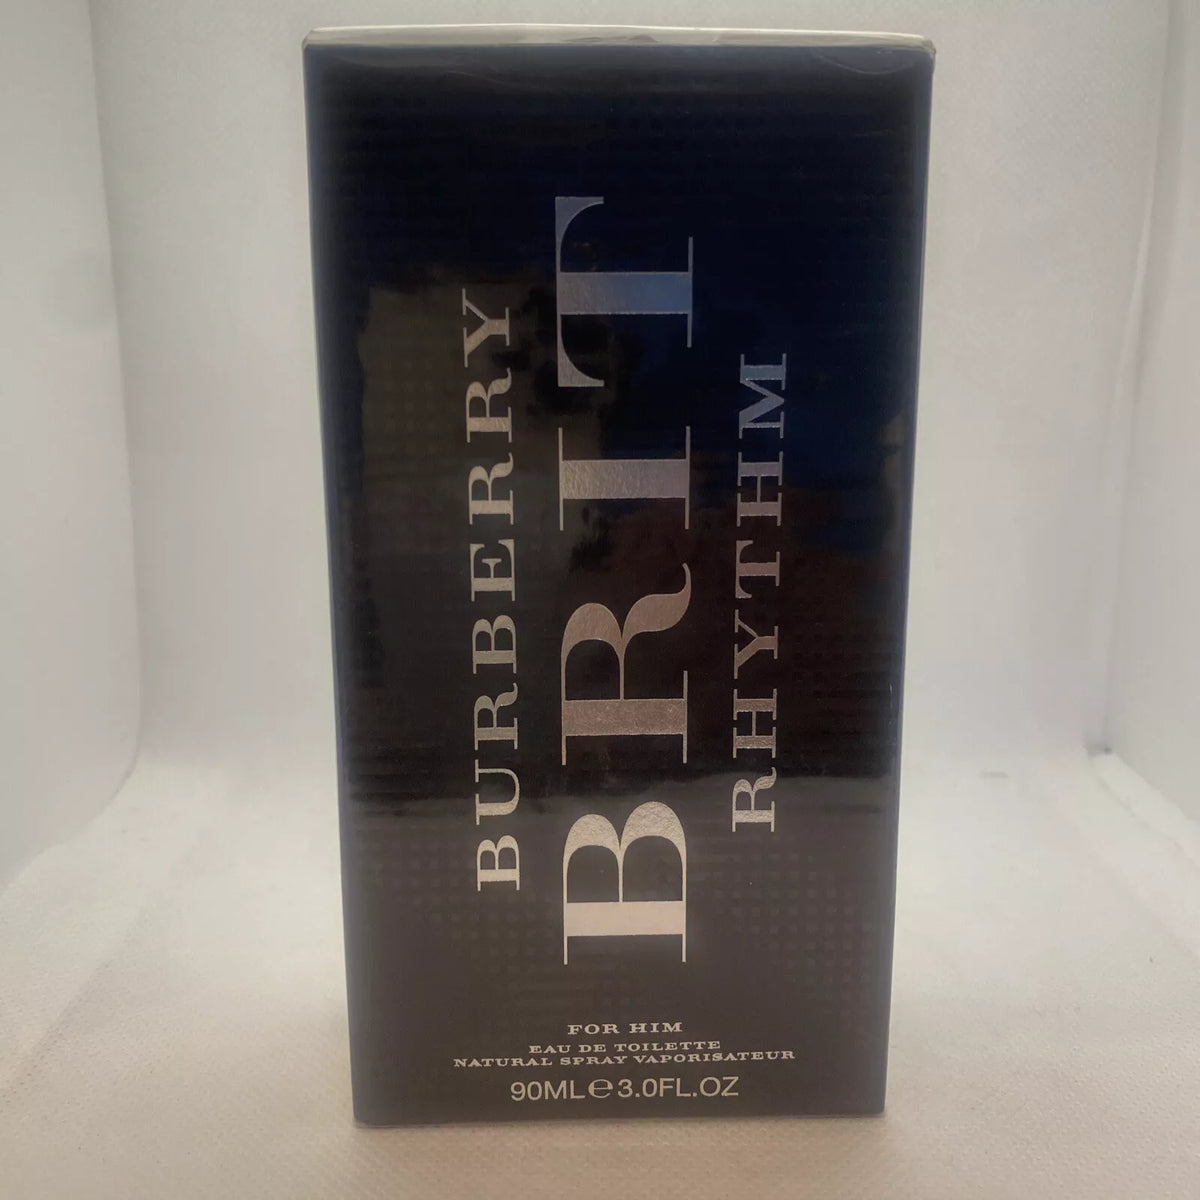 BURBERRY
BRIT
RHYTHM
FOR HIM
EAU DE TOILETTE
NATURAL SPRAY VAPORISATEUR
90ML℮3.0FL.OZ